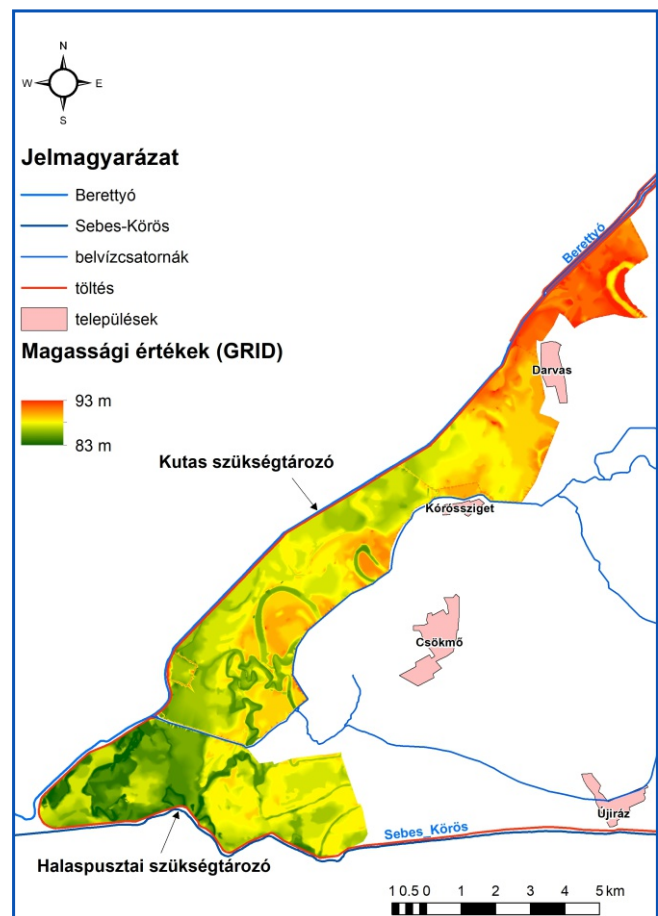 N
W E
S
Jelmagyarázat
Berettyó
Sebes-Körös
belvízcsatornák
töltés
települések
Magassági értékek (GRID)
93 m
83 m
Berettyó
Darvas
Kutas szükségtározó
Körössziget
Csökmő
Újiráz
Sebes_Körös
Halaspusztai szükségtározó
1 0.5 0 1 2 3 4 5 km